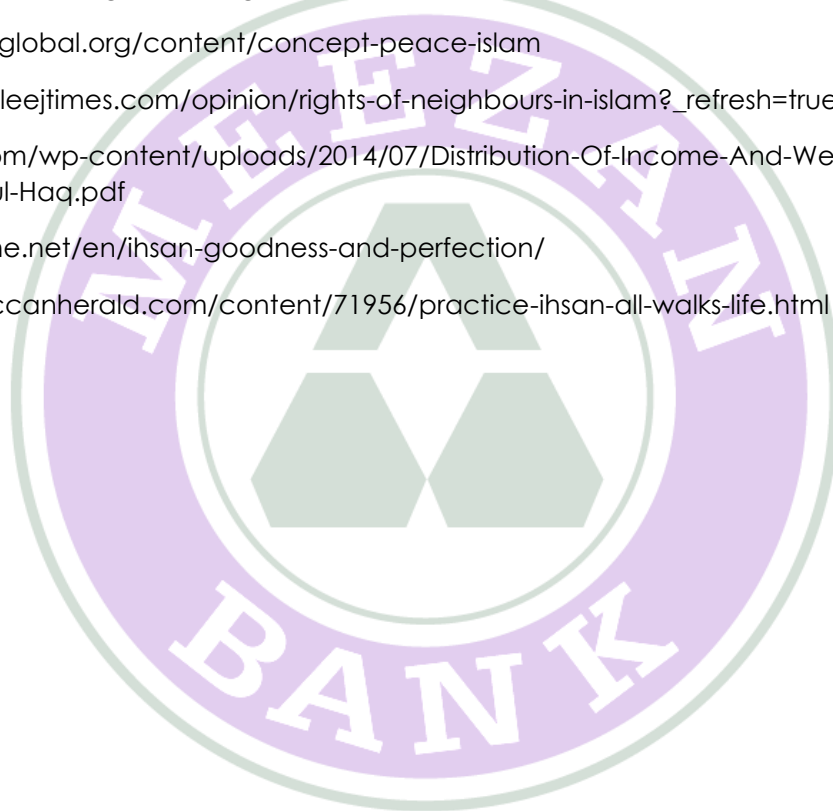 global.org/content/concept-peace-islam
leejtimes.com/opinion/rights-of-neighbours-in-islam?_refresh=true
om/wp-content/uploads/2014/07/Distribution-Of-Income-And-We
ul-Haq.pdf
ne.net/en/ihsan-goodness-and-perfection/
ccanherald.com/content/71956/practice-ihsan-all-walks-life.html
MEEZAN
BANK